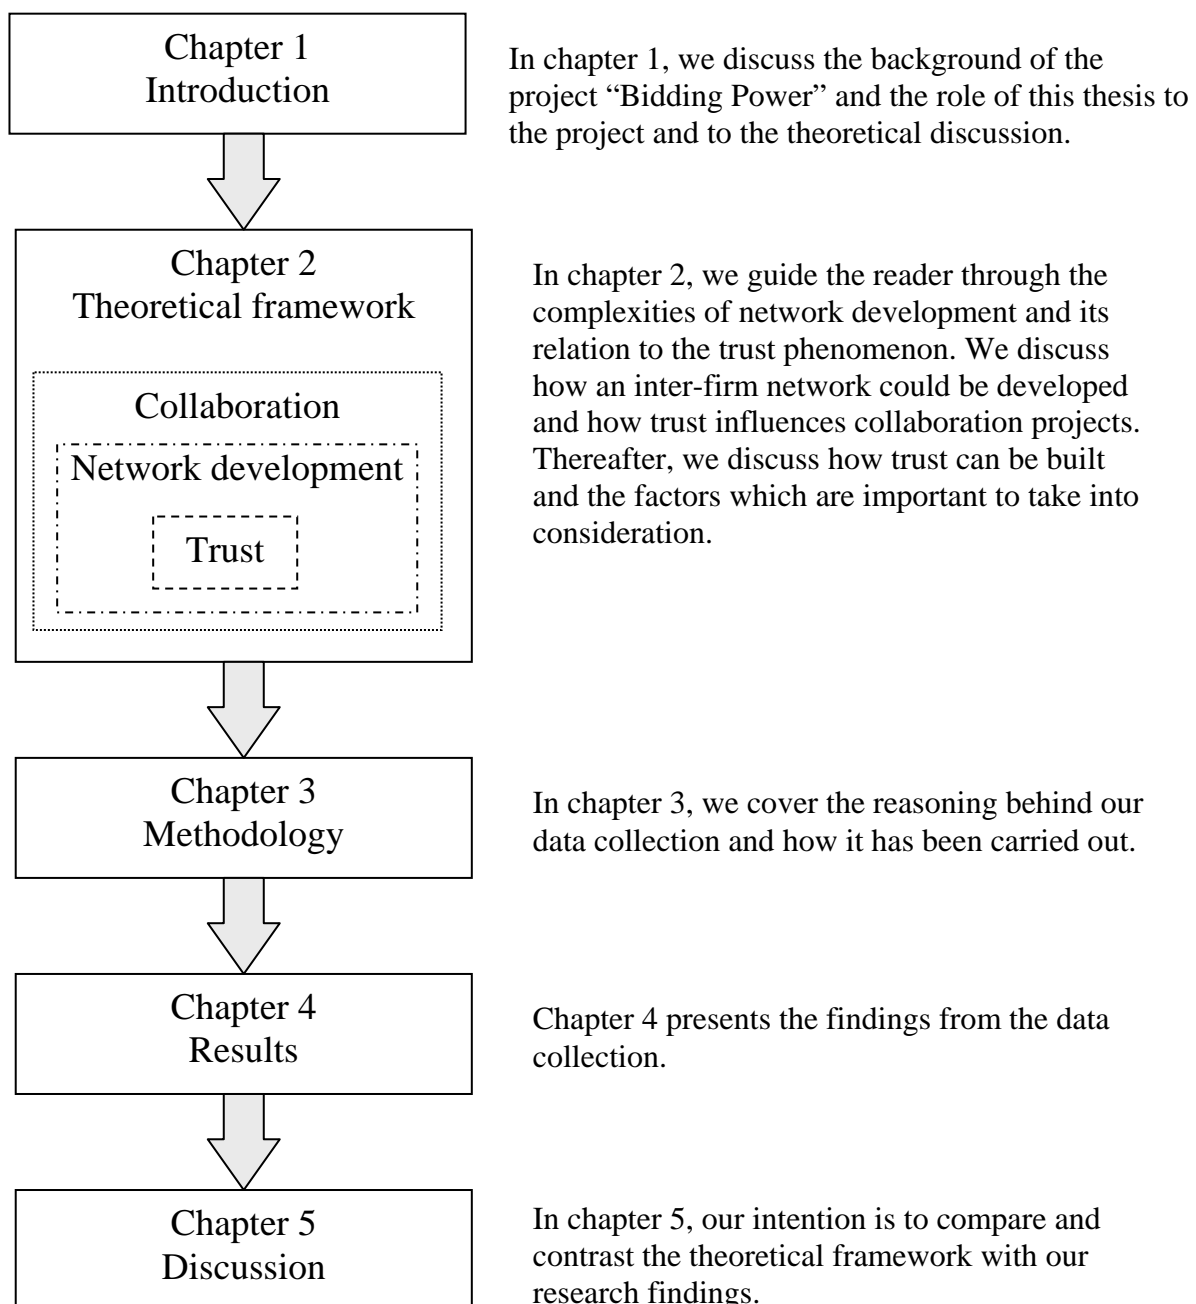 Chapter 1
Introduction
In chapter 1, we discuss the background of the
project “Bidding Power” and the role of this thesis to
the project and to the theoretical discussion.
Chapter 2
Theoretical framework
Collaboration
Network development
Trust
In chapter 2, we guide the reader through the
complexities of network development and its
relation to the trust phenomenon. We discuss
how an inter-firm network could be developed
and how trust influences collaboration projects.
Thereafter, we discuss how trust can be built
and the factors which are important to take into
consideration.
Chapter 3
Methodology
In chapter 3, we cover the reasoning behind our
data collection and how it has been carried out.
Chapter 4
Results
Chapter 4 presents the findings from the data
collection.
Chapter 5
Discussion
In chapter 5, our intention is to compare and
contrast the theoretical framework with our
research findings.